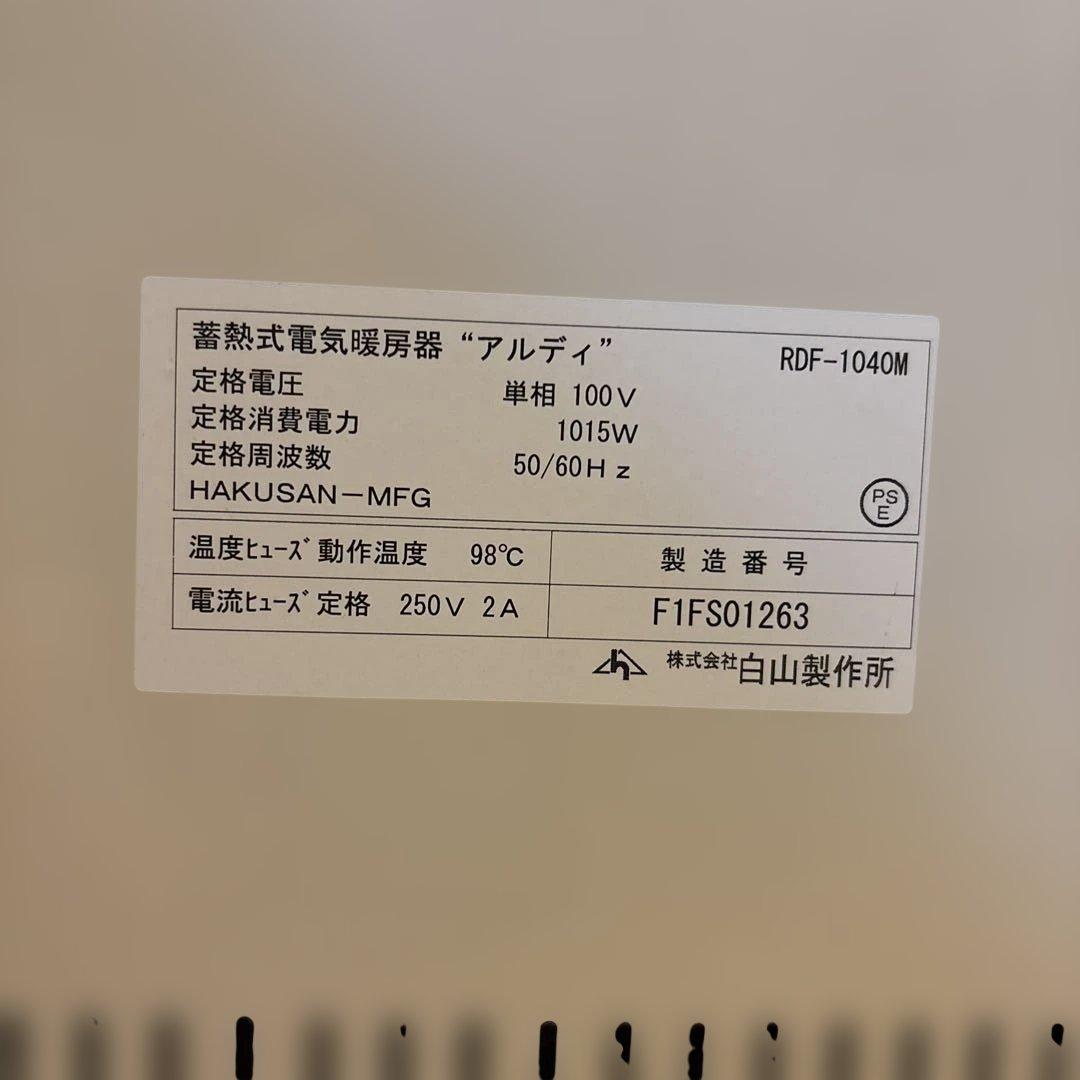 蓄熱式電気暖房器 “アルディ” RDF-1040M
定格電圧 単相 100V
定格消費電力 1015W
定格周波数 50/60Hz
HAKUSAN-MFG
PS
E
温度ﾋｭｰｽﾞ動作温度 98℃ 製造番号
電流ﾋｭｰｽﾞ定格 250V 2A F1FS01263
株式会社白山製作所